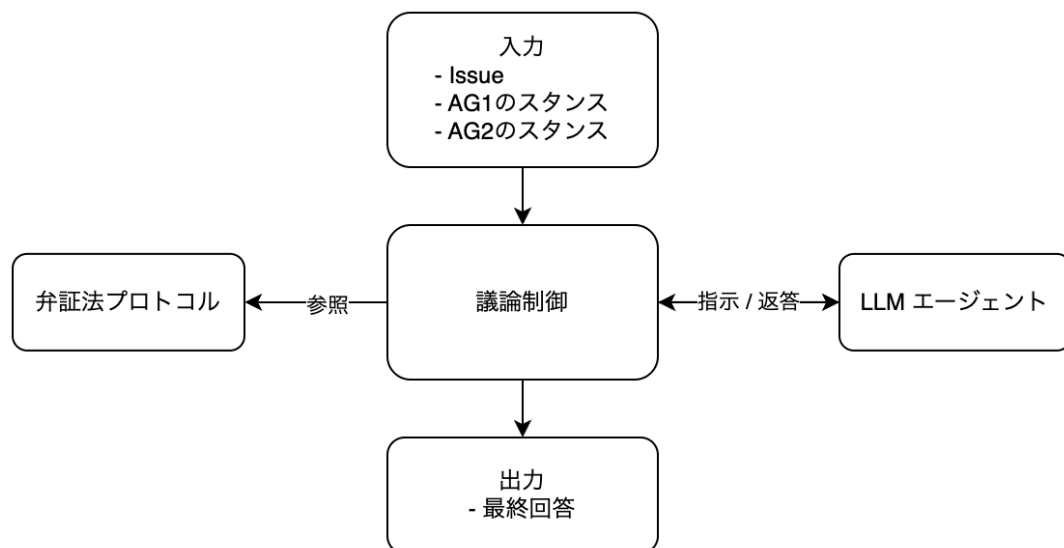 入力
- Issue
- AG1のスタンス
- AG2のスタンス
弁証法プロトコル
参照
議論制御
指示 / 返答
LLM エージェント
出力
- 最終回答